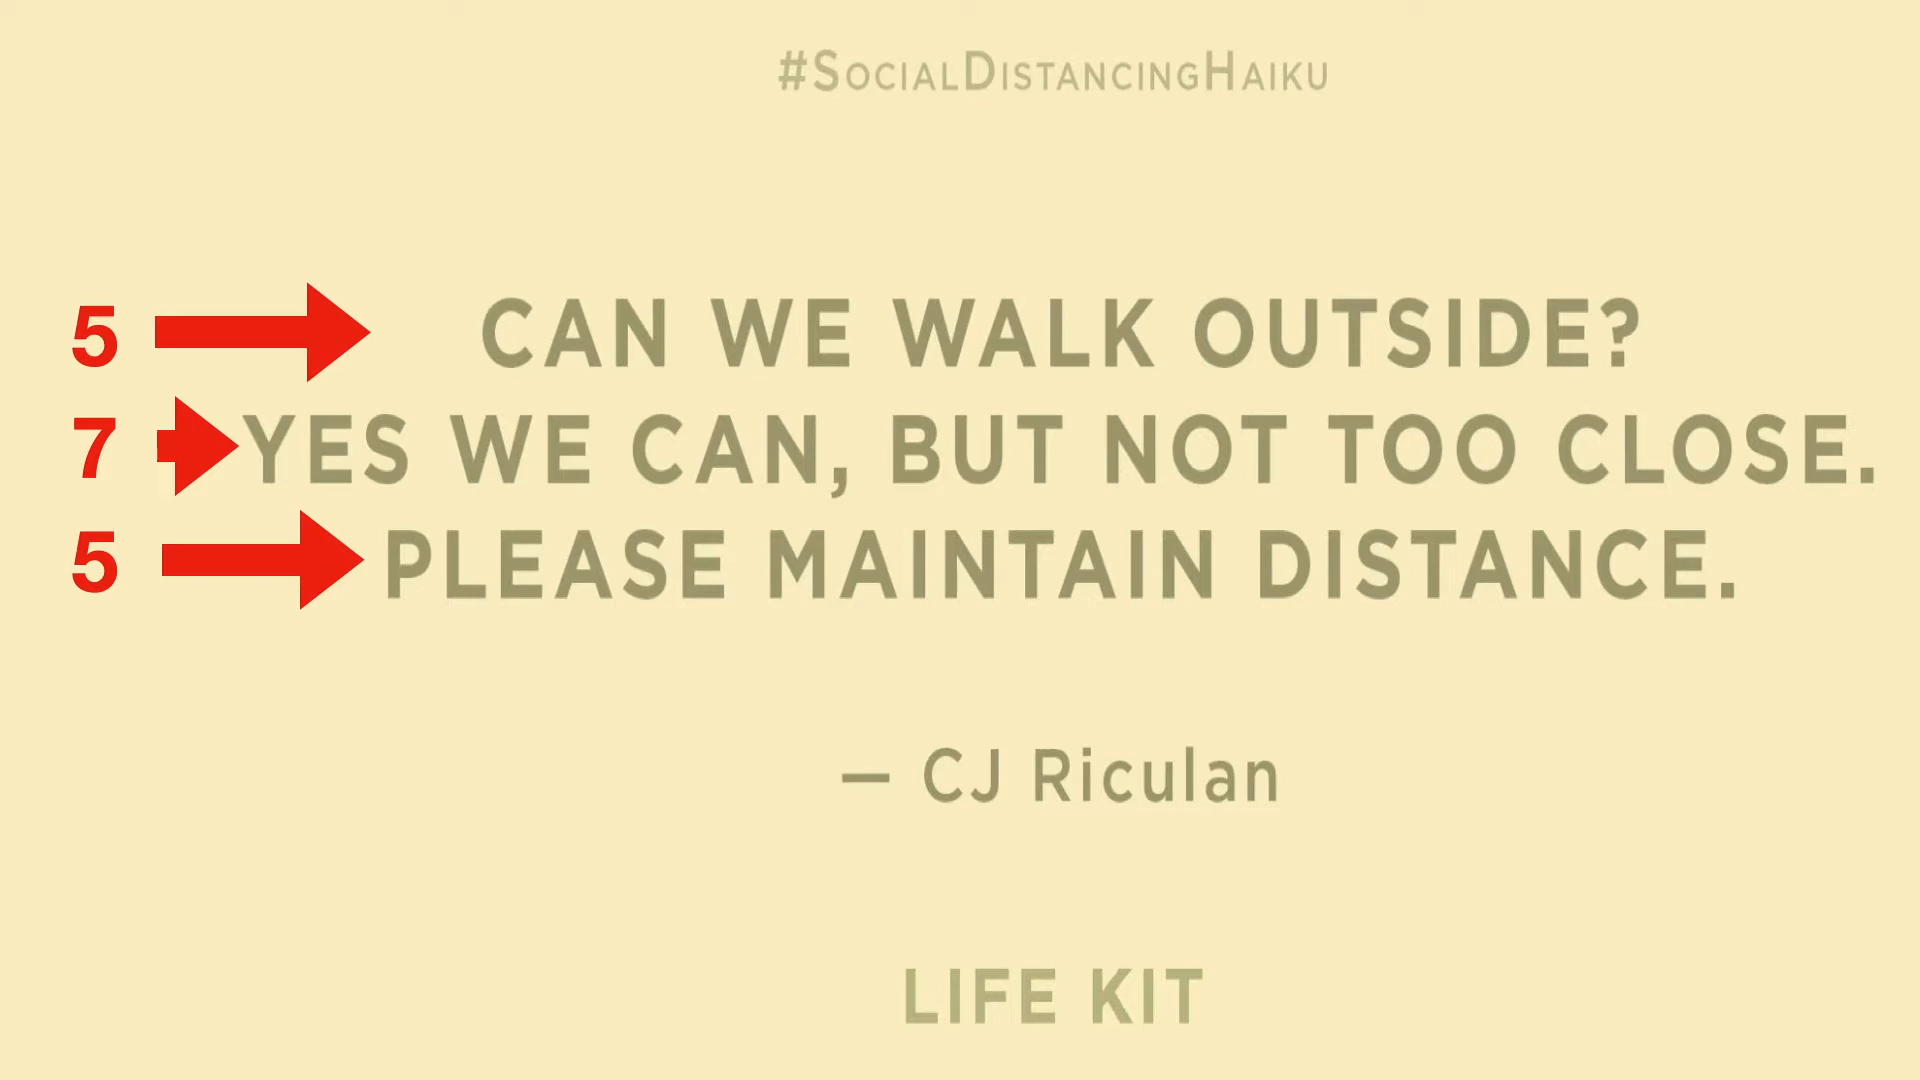 #SocialDistancingHaiku
5 CAN WE WALK OUTSIDE?
7 YES WE CAN, BUT NOT TOO CLOSE.
5 PLEASE MAINTAIN DISTANCE.
— CJ Riculan
LIFE KIT